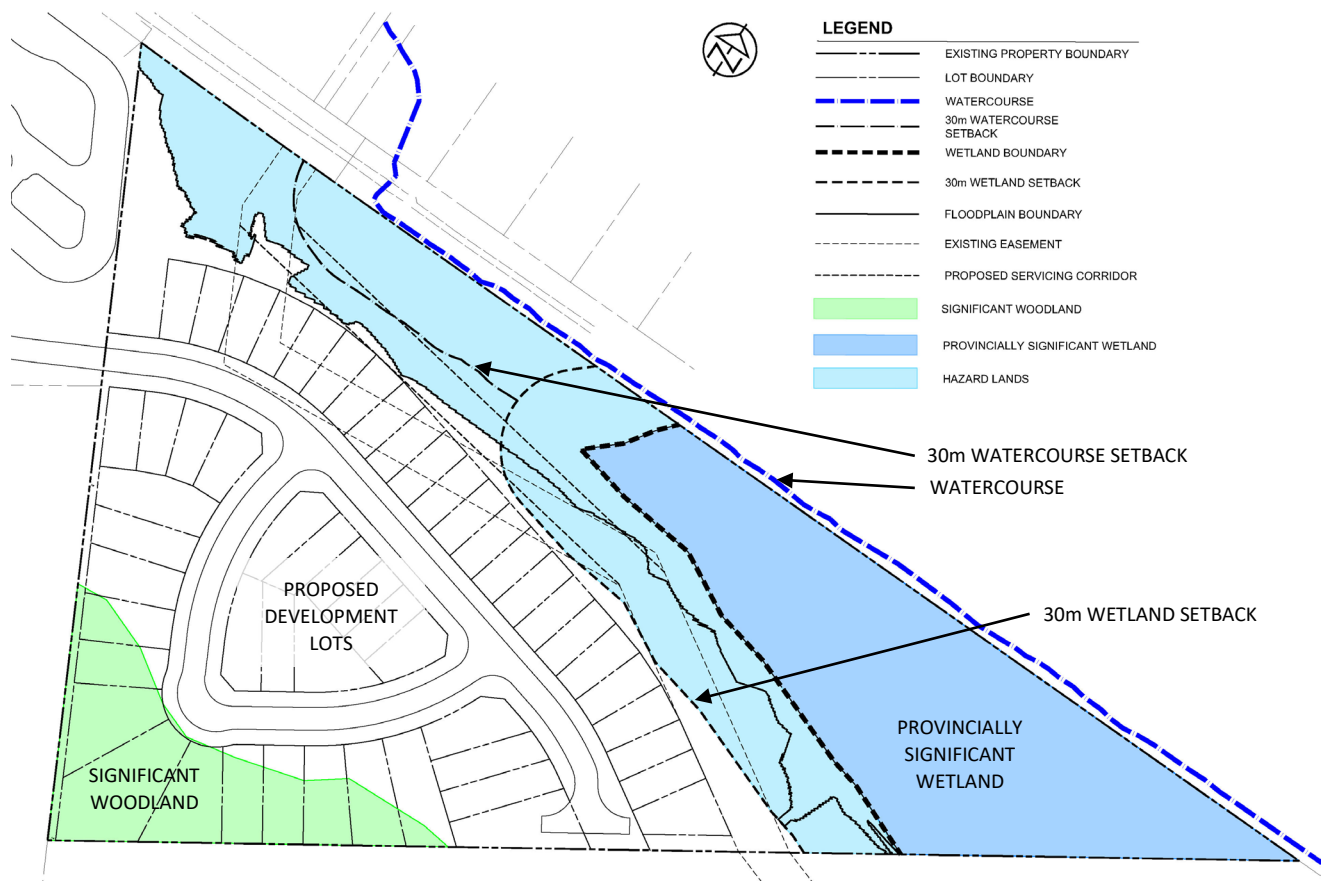 LEGEND
EXISTING PROPERTY BOUNDARY
LOT BOUNDARY
WATERCOURSE
30m WATERCOURSE
SETBACK
WETLAND BOUNDARY
30m WETLAND SETBACK
FLOODPLAIN BOUNDARY
EXISTING EASEMENT
PROPOSED SERVICING CORRIDOR
SIGNIFICANT WOODLAND
PROVINCIALLY SIGNIFICANT WETLAND
HAZARD LANDS
30m WATERCOURSE SETBACK
WATERCOURSE
30m WETLAND SETBACK
PROPOSED
DEVELOPMENT
LOTS
PROVINCIALLY
SIGNIFICANT
WETLAND
SIGNIFICANT
WOODLAND